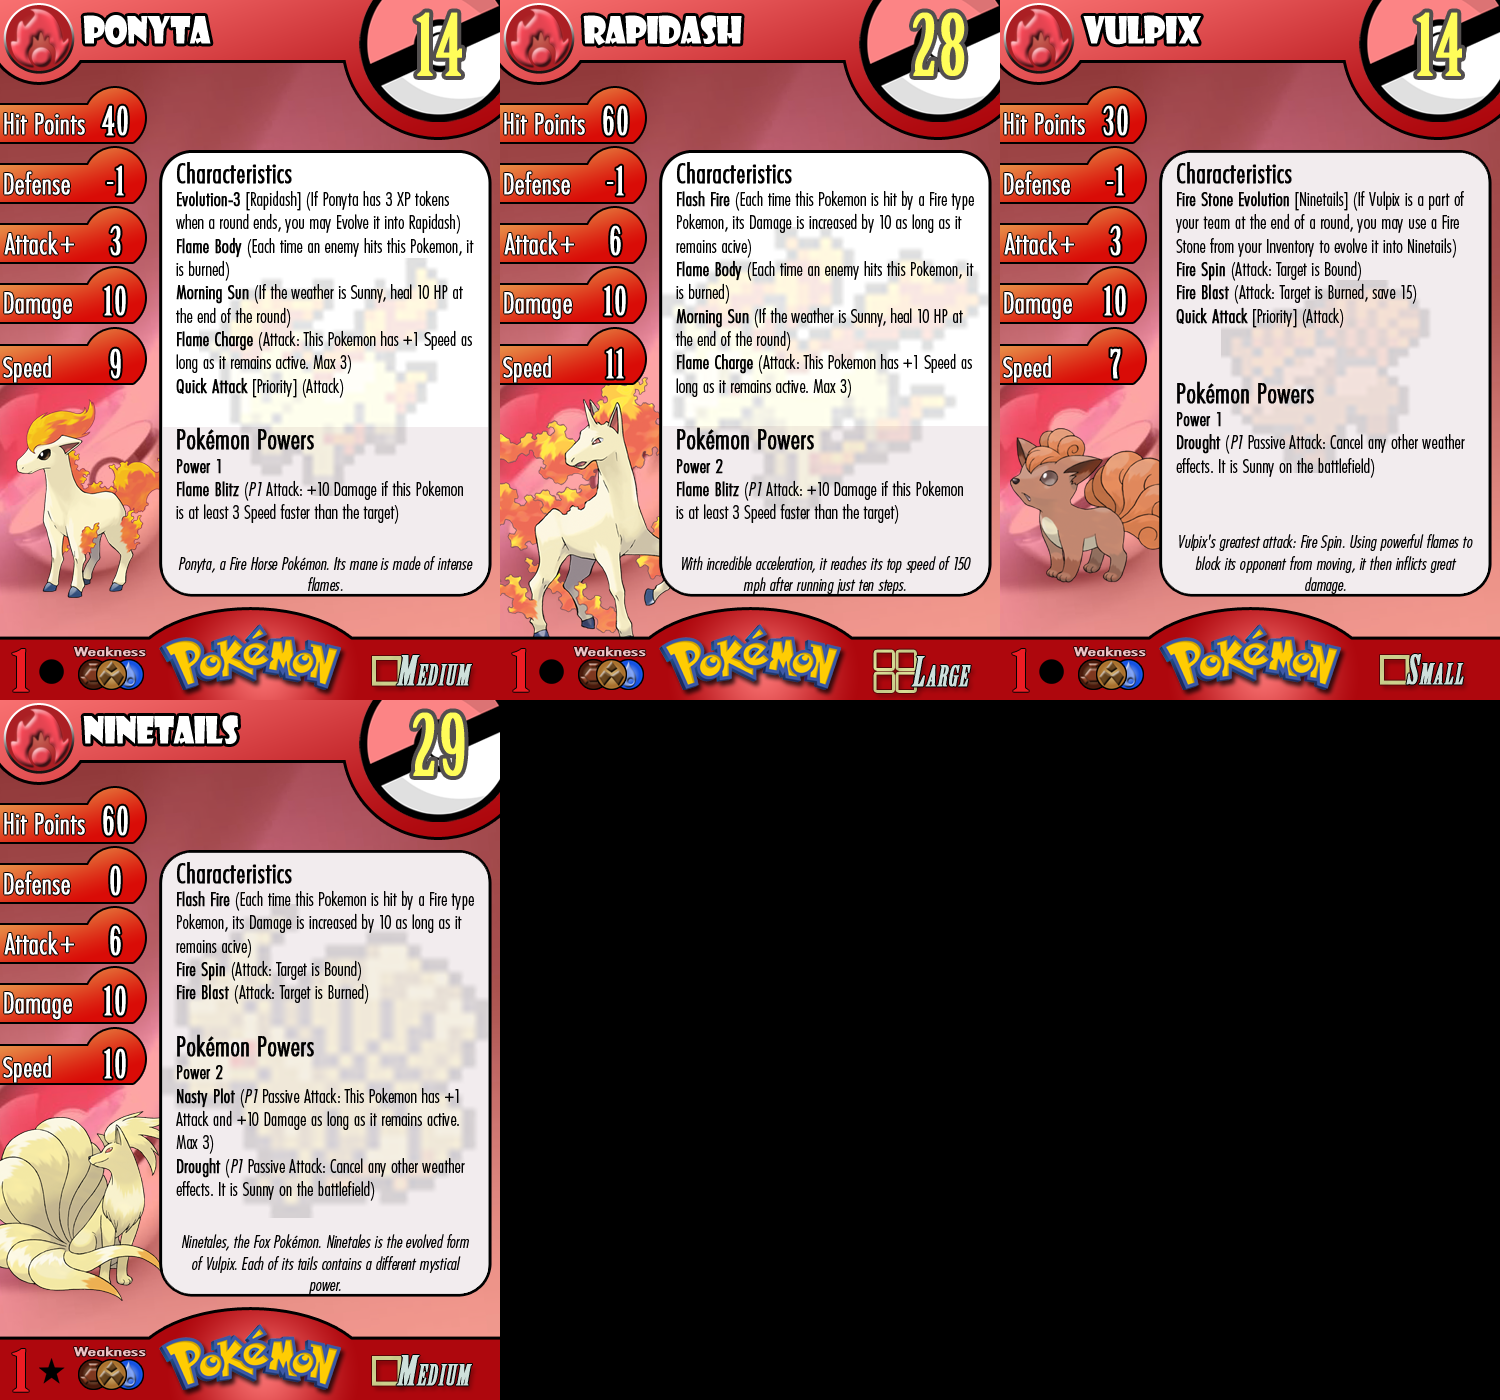 PONYTA
14
Hit Points 40
Defense -1
Attack+ 3
Damage 10
Speed 9
Characteristics
Evolution-3 [Rapidash] (If Ponyta has 3 XP tokens
when a round ends, you may Evolve it into Rapidash)
Flame Body (Each time an enemy hits this Pokemon, it
is burned)
Morning Sun (If the weather is Sunny, heal 10 HP at
the end of the round)
Flame Charge (Attack: This Pokemon has +1 Speed as
long as it remains active. Max 3)
Quick Attack [Priority] (Attack)
Pokémon Powers
Power 1
Flame Blitz (P1 Attack: +10 Damage if this Pokemon
is at least 3 Speed faster than the target)
Ponyta, a Fire Horse Pokémon. Its mane is made of intense
flames.
1
Weakness
POKéMON
MEDIUM
RAPIDASH
28
Hit Points 60
Defense -1
Attack+ 6
Damage 10
Speed 11
Characteristics
Flash Fire (Each time this Pokemon is hit by a Fire type
Pokemon, its Damage is increased by 10 as long as it
remains acive)
Flame Body (Each time an enemy hits this Pokemon, it
is burned)
Morning Sun (If the weather is Sunny, heal 10 HP at
the end of the round)
Flame Charge (Attack: This Pokemon has +1 Speed as
long as it remains active. Max 3)
Pokémon Powers
Power 2
Flame Blitz (P1 Attack: +10 Damage if this Pokemon
is at least 3 Speed faster than the target)
With incredible acceleration, it reaches its top speed of 150
mph after running just ten steps.
1
Weakness
POKéMON
LARGE
VULPIX
14
Hit Points 30
Defense -1
Attack+ 3
Damage 10
Speed 7
Characteristics
Fire Stone Evolution [Ninetails] (If Vulpix is a part of
your team at the end of a round, you may use a Fire
Stone from your Inventory to evolve it into Ninetails)
Fire Spin (Attack: Target is Bound)
Fire Blast (Attack: Target is Burned, save 15)
Quick Attack [Priority] (Attack)
Pokémon Powers
Power 1
Drought (P1 Passive Attack: Cancel any other weather
effects. It is Sunny on the battlefield)
Vulpix's greatest attack: Fire Spin. Using powerful flames to
block its opponent from moving, it then inflicts great
damage.
1
Weakness
POKéMON
SMALL
NINETAILS
29
Hit Points 60
Defense 0
Attack+ 6
Damage 10
Speed 10
Characteristics
Flash Fire (Each time this Pokemon is hit by a Fire type
Pokemon, its Damage is increased by 10 as long as it
remains acive)
Fire Spin (Attack: Target is Bound)
Fire Blast (Attack: Target is Burned)
Pokémon Powers
Power 2
Nasty Plot (P1 Passive Attack: This Pokemon has +1
Attack and +10 Damage as long as it remains active.
Max 3)
Drought (P1 Passive Attack: Cancel any other weather
effects. It is Sunny on the battlefield)
Ninetales, the Fox Pokémon. Ninetales is the evolved form
of Vulpix. Each of its tails contains a different mystical
power.
1
Weakness
POKéMON
MEDIUM